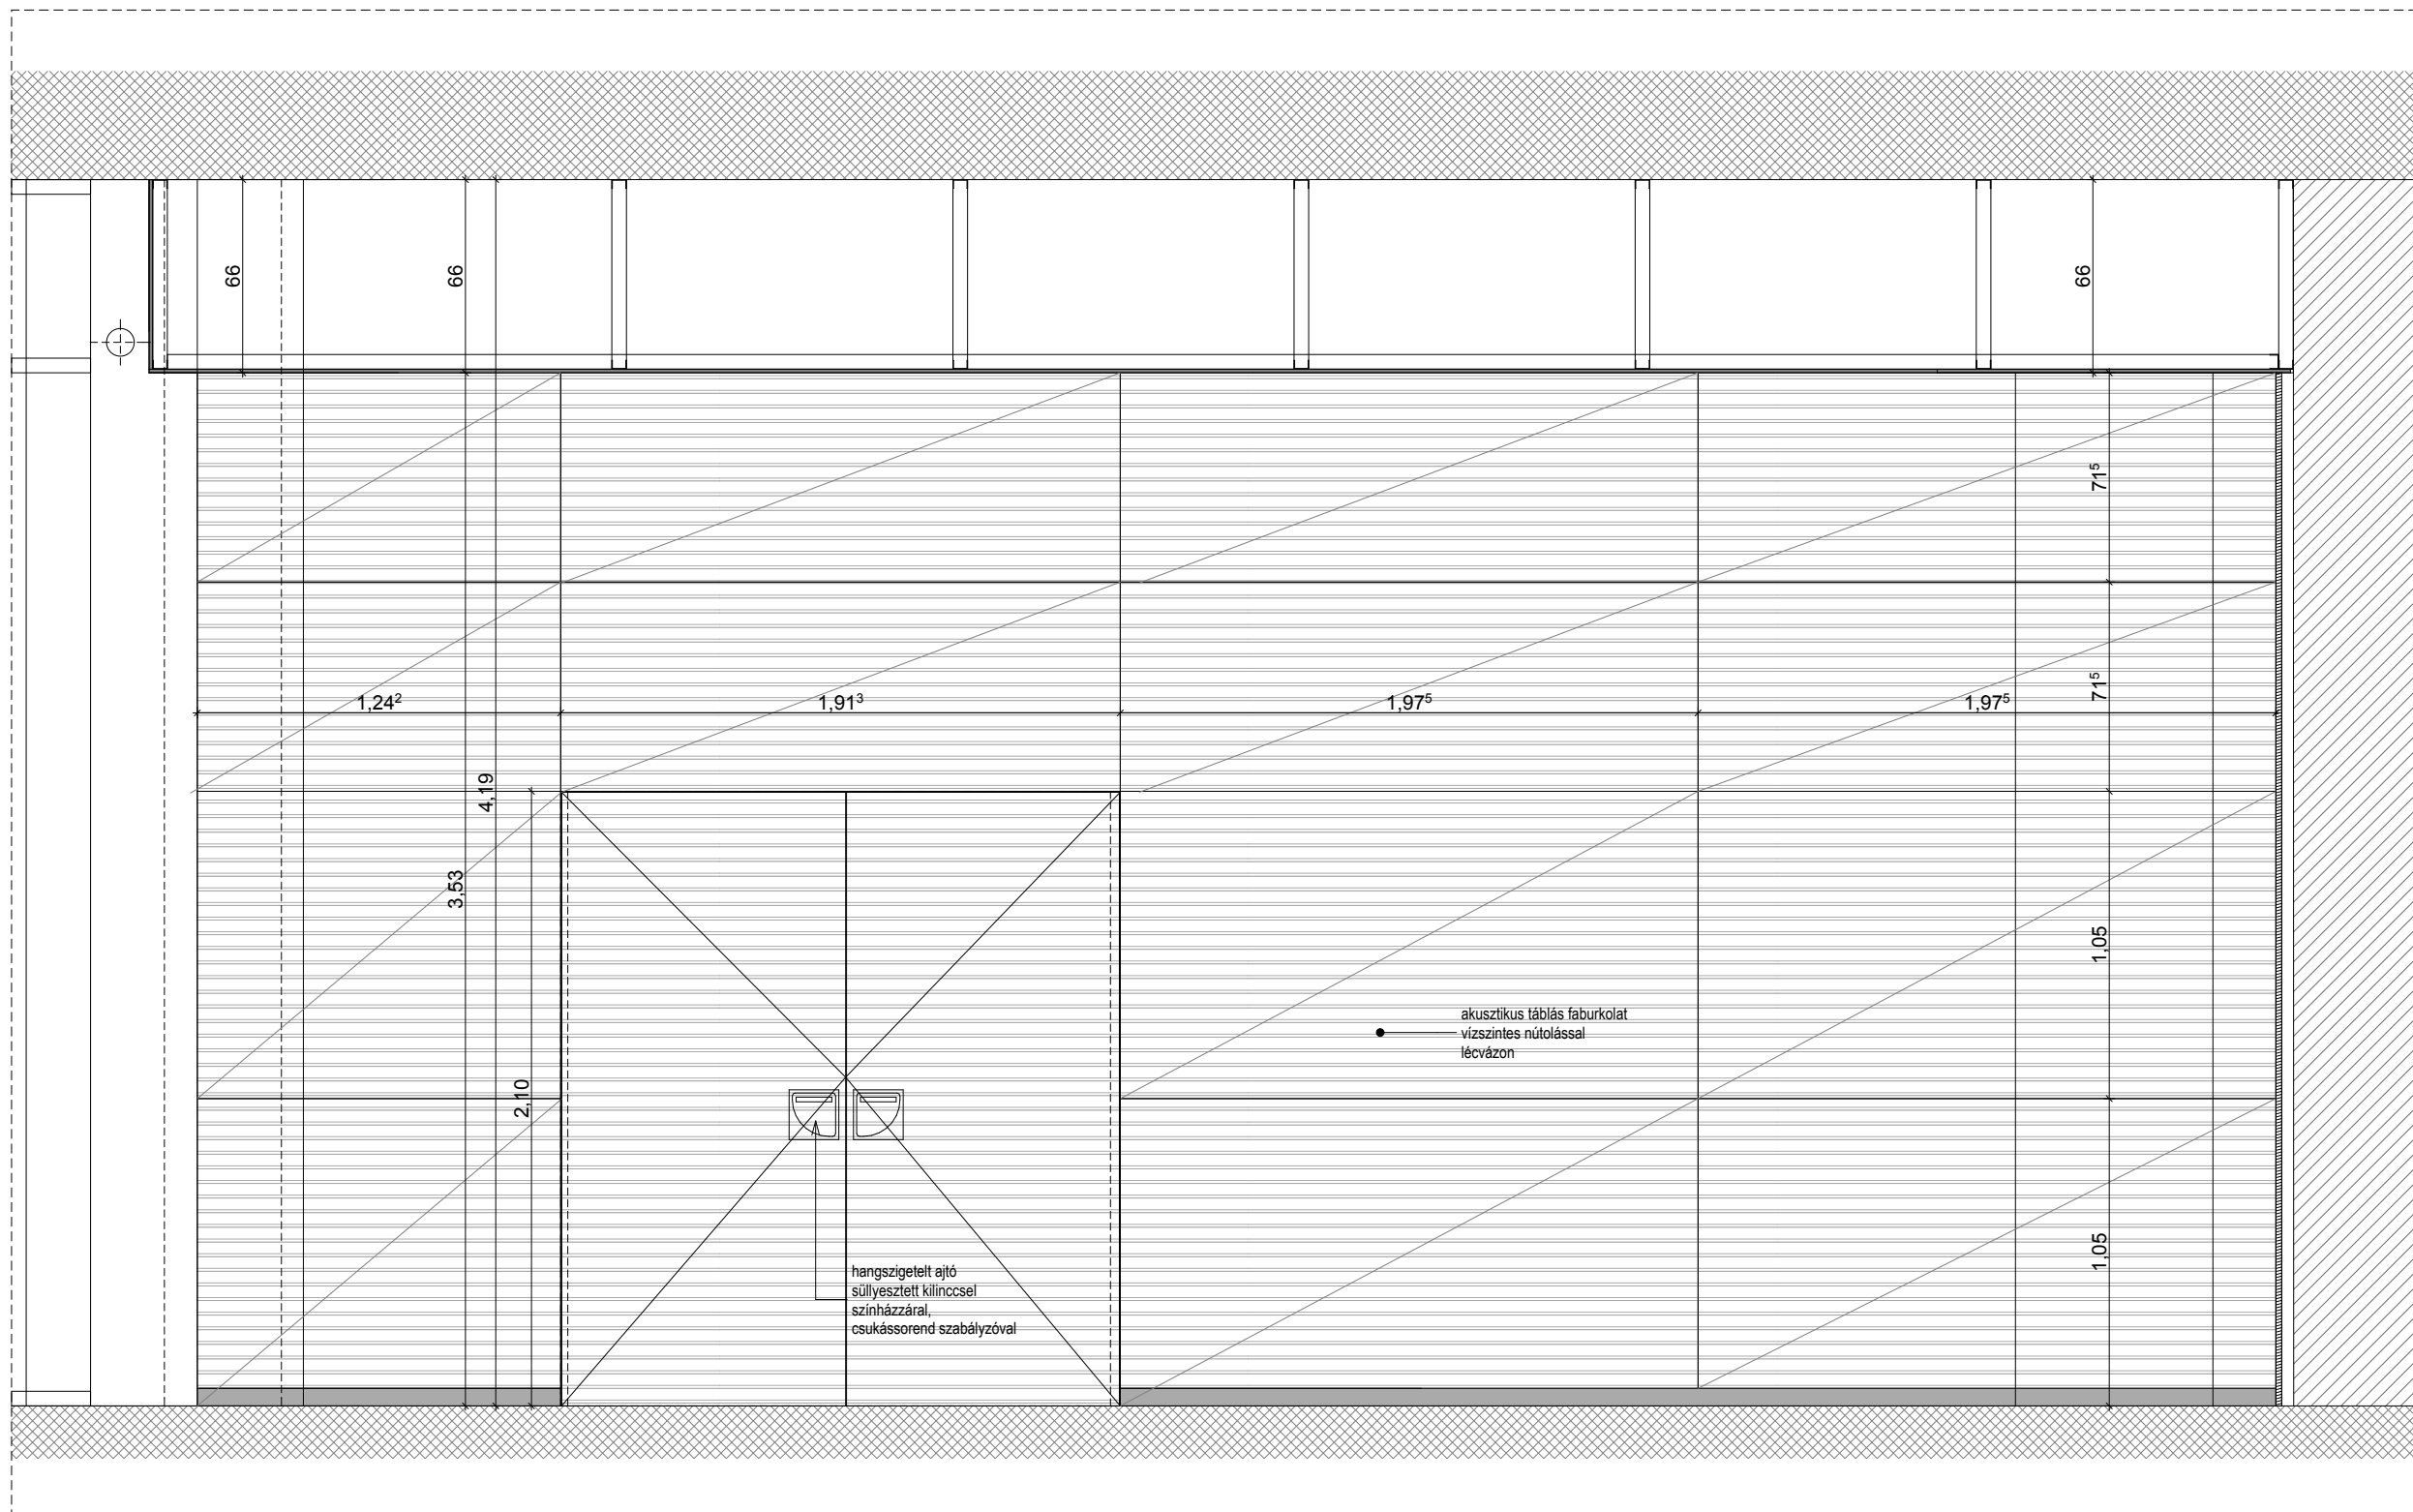 66
66
66
71⁵
1,24²
1,91³
1,97⁵
1,97⁵
71⁵
4,19
3,53
1,05
akusztikus táblás faburkolat
vízszintes nútolással
lécvázon
2,10
1,05
hangszigetelt ajtó
süllyesztett kilinccsel
színházzáral,
csukássorend szabályzóval